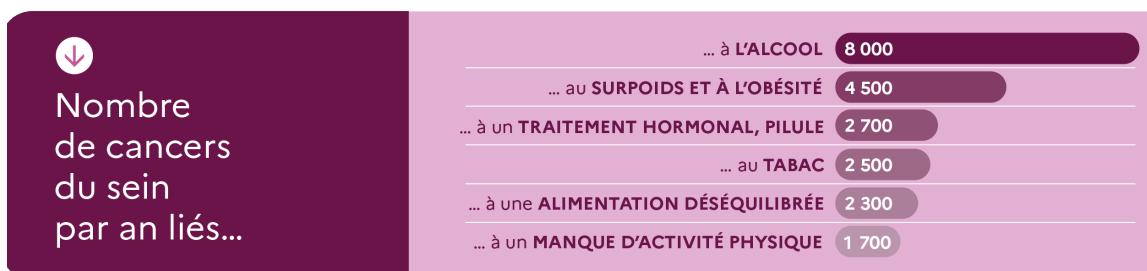 Nombre
de cancers
du sein
par an liés...
... à L'ALCOOL 8 000
... au SURPOIDS ET À L'OBÉSITÉ 4 500
... à un TRAITEMENT HORMONAL, PILULE 2 700
... au TABAC 2 500
... à une ALIMENTATION DÉSÉQUILIBRÉE 2 300
... à un MANQUE D'ACTIVITÉ PHYSIQUE 1 700